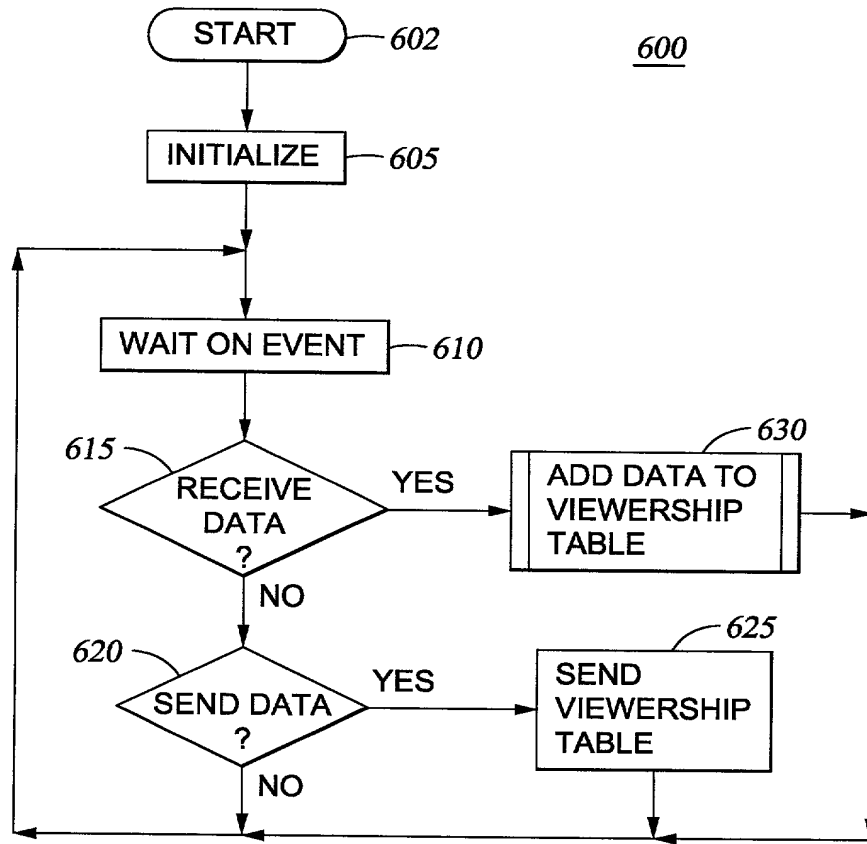 START
602
600
INITIALIZE
605
WAIT ON EVENT
610
615
RECEIVE
DATA
?
YES
630
ADD DATA TO
VIEWERSHIP
TABLE
NO
620
SEND DATA
?
YES
625
SEND
VIEWERSHIP
TABLE
NO